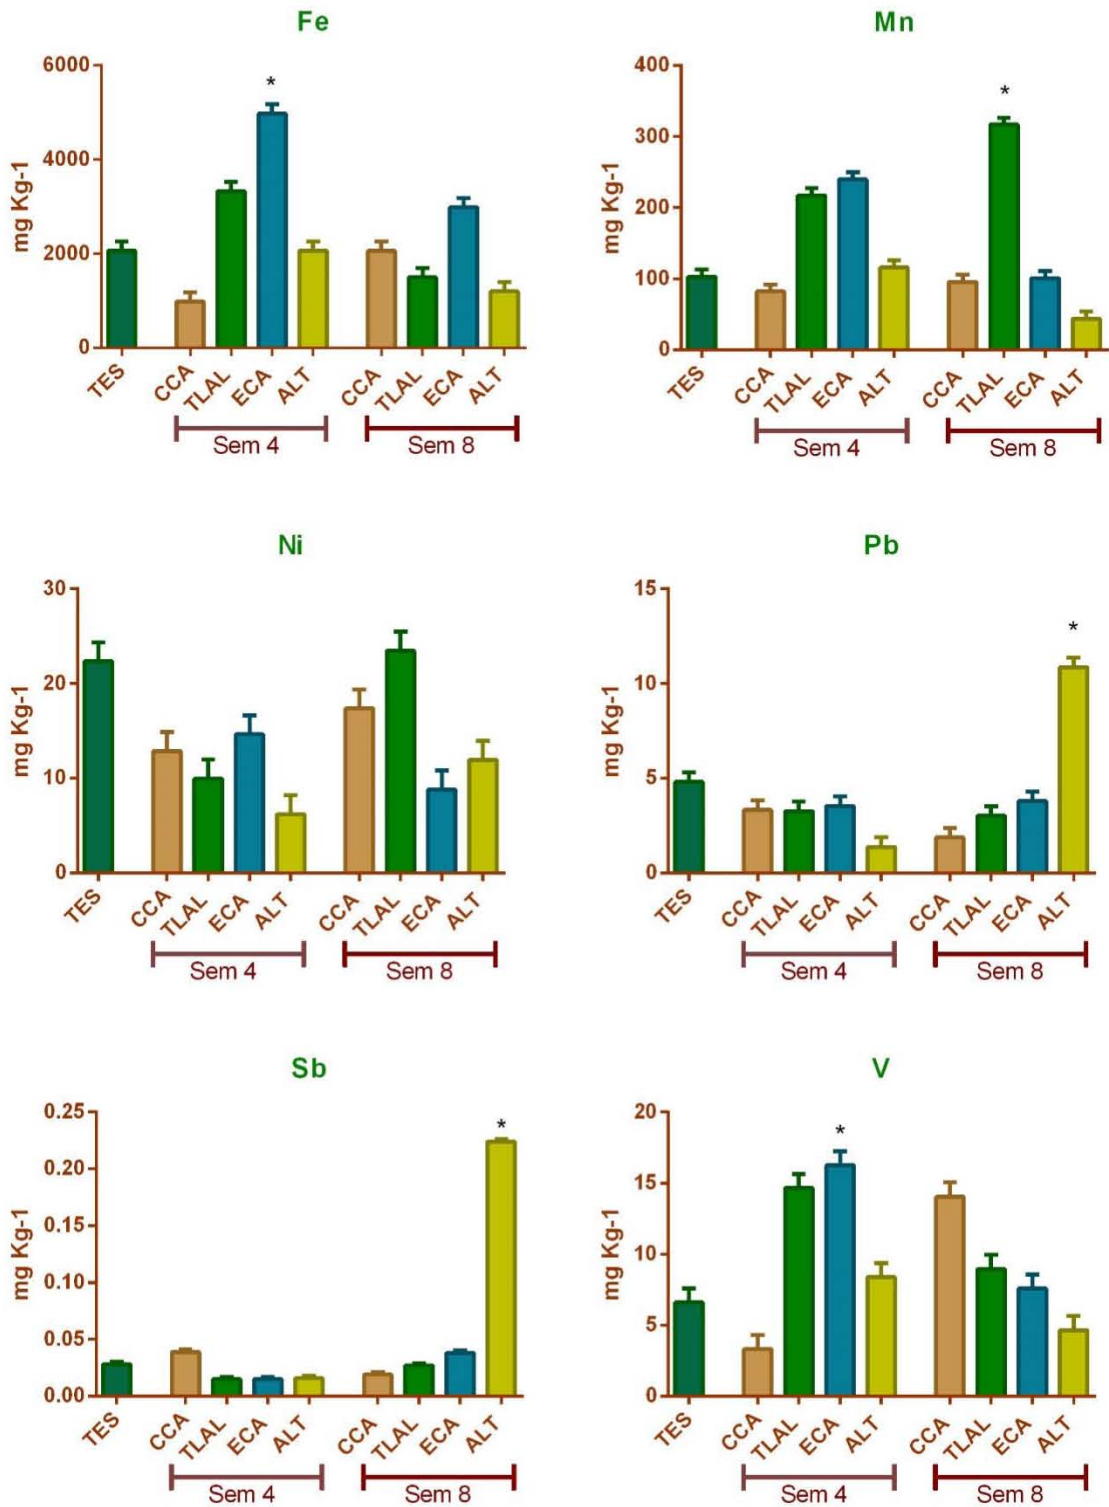 Fe
6000
4000
2000
0
mg Kg-1
*
TES
CCA
TLAL
ECA
ALT
CCA
TLAL
ECA
ALT
Sem 4
Sem 8
Mn
400
300
200
100
0
mg Kg-1
*
TES
CCA
TLAL
ECA
ALT
CCA
TLAL
ECA
ALT
Sem 4
Sem 8
Ni
30
20
10
0
mg Kg-1
TES
CCA
TLAL
ECA
ALT
CCA
TLAL
ECA
ALT
Sem 4
Sem 8
Pb
15
10
5
0
mg Kg-1
*
TES
CCA
TLAL
ECA
ALT
CCA
TLAL
ECA
ALT
Sem 4
Sem 8
Sb
0.25
0.20
0.15
0.10
0.05
0.00
mg Kg-1
*
TES
CCA
TLAL
ECA
ALT
CCA
TLAL
ECA
ALT
Sem 4
Sem 8
V
20
15
10
5
0
mg Kg-1
*
TES
CCA
TLAL
ECA
ALT
CCA
TLAL
ECA
ALT
Sem 4
Sem 8